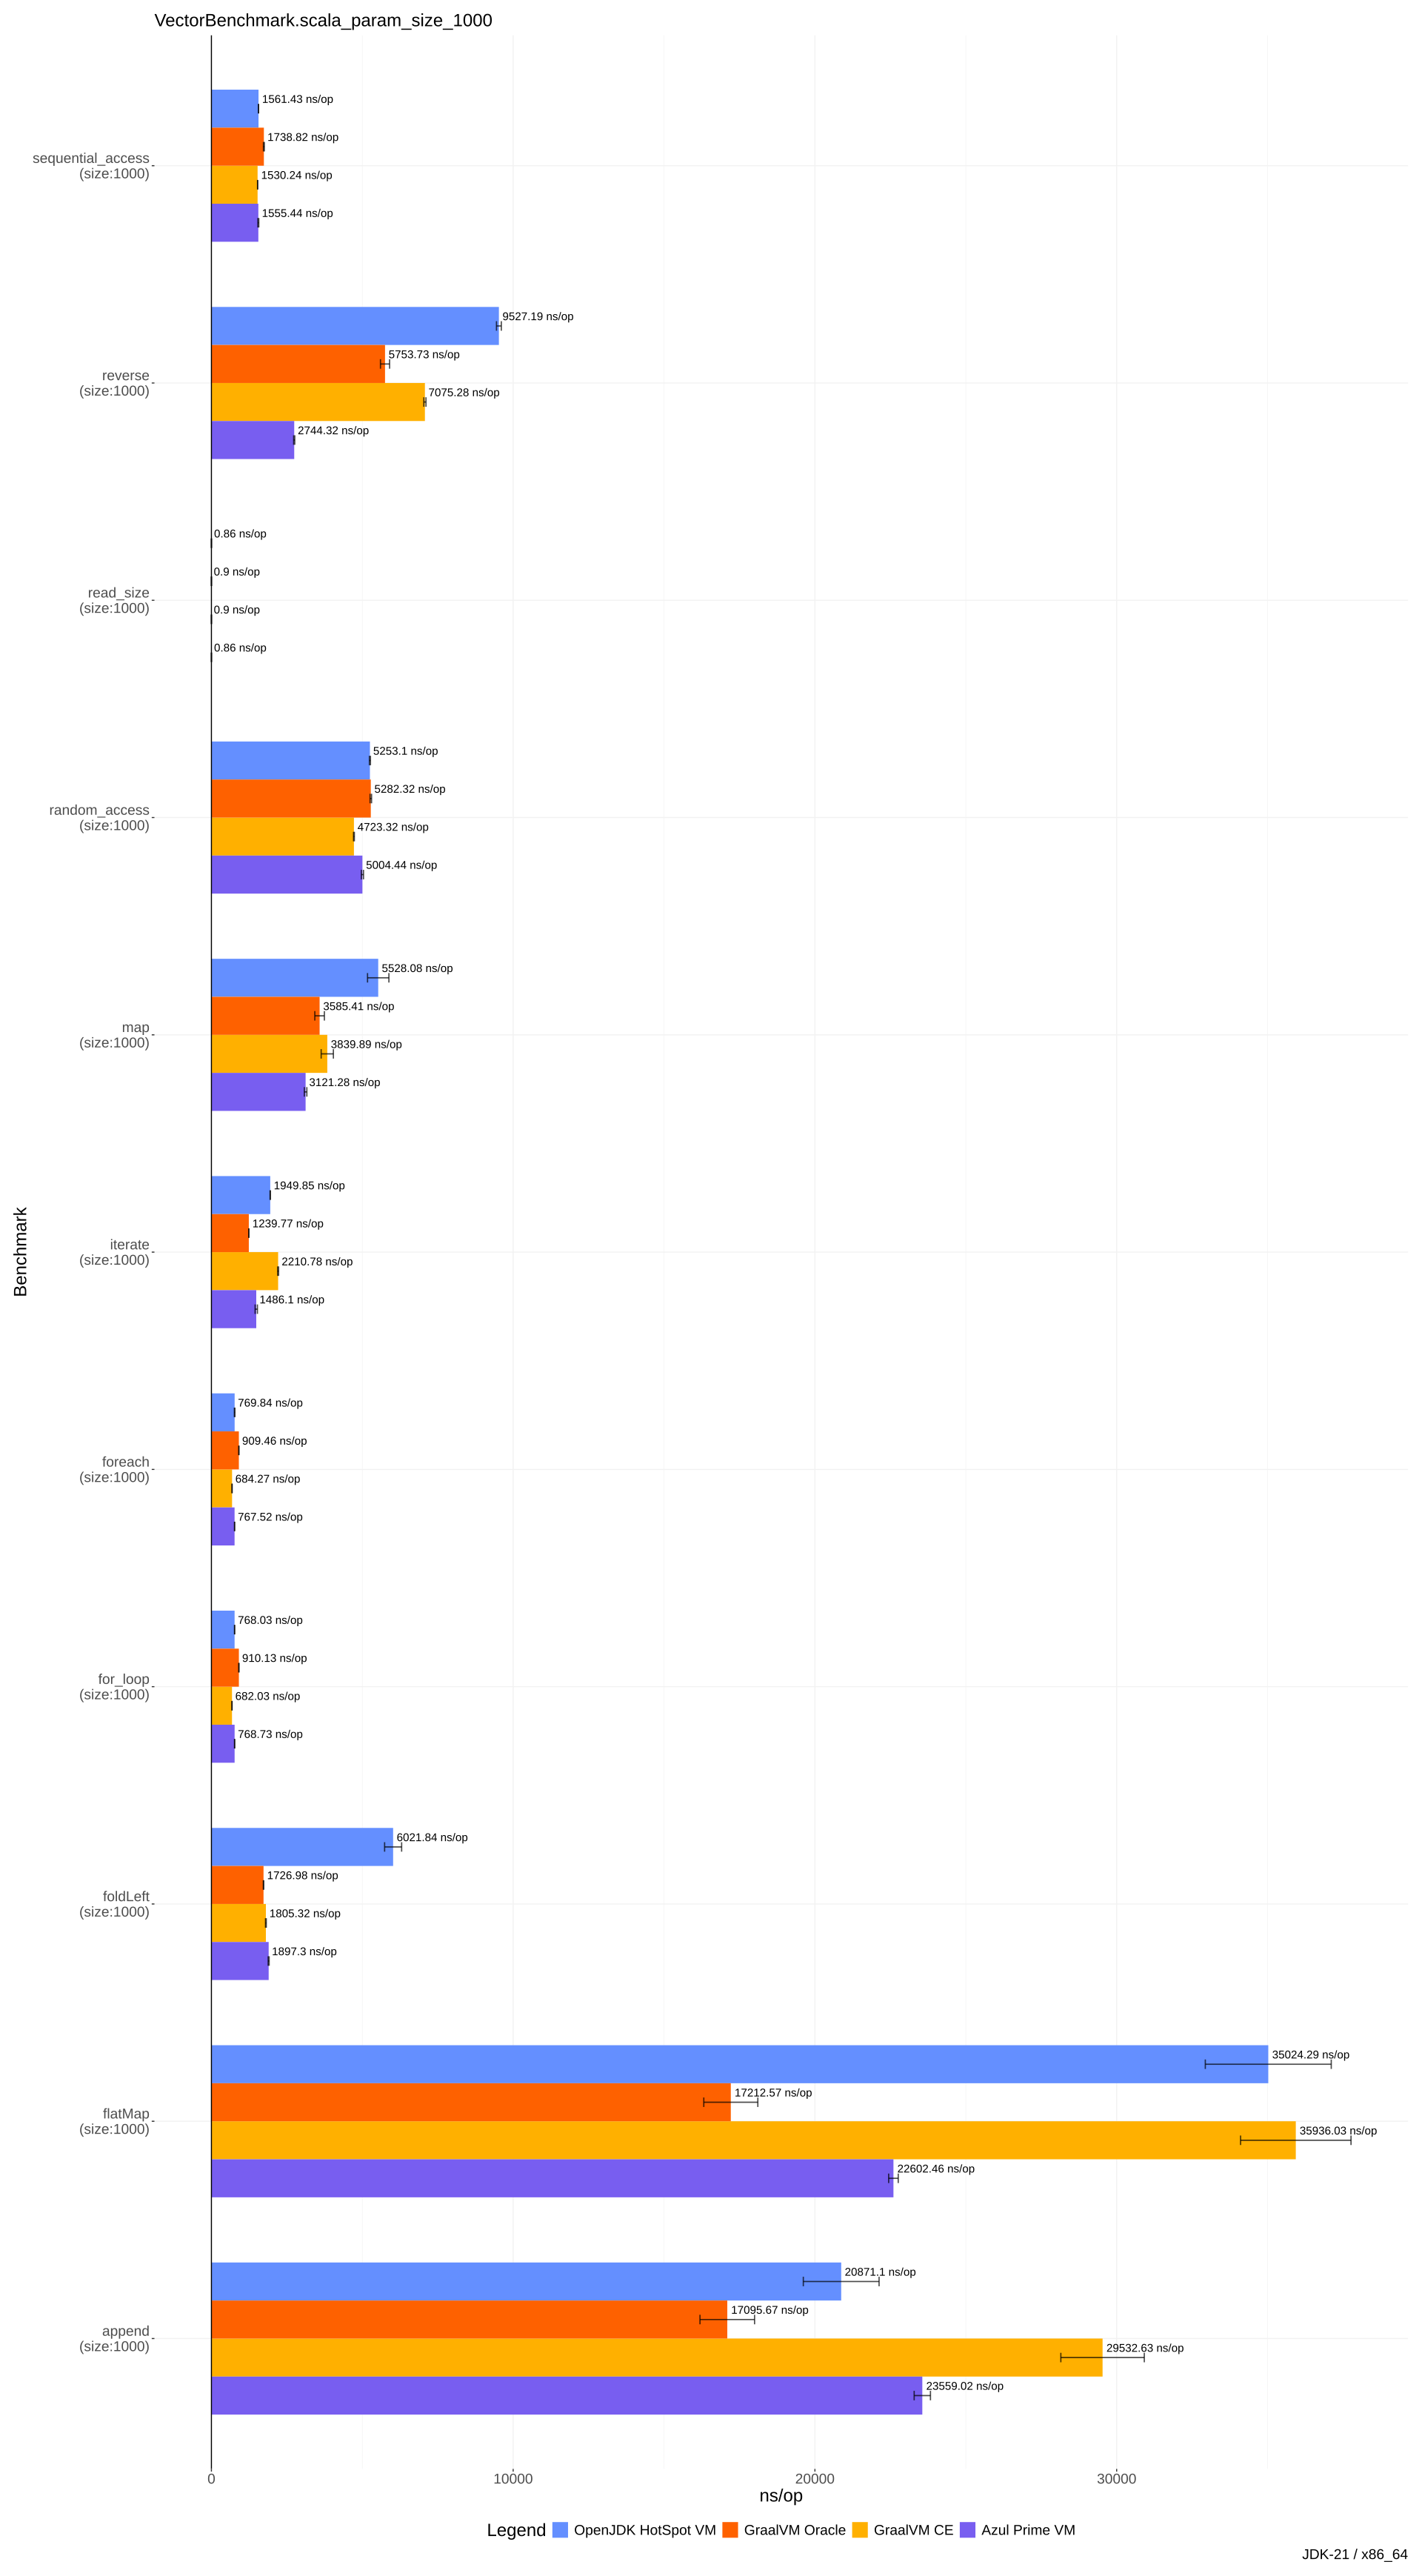 VectorBenchmark.scala_param_size_1000
sequential_access
(size:1000)
1561.43 ns/op
1738.82 ns/op
1530.24 ns/op
1555.44 ns/op
reverse
(size:1000)
9527.19 ns/op
5753.73 ns/op
7075.28 ns/op
2744.32 ns/op
read_size
(size:1000)
0.86 ns/op
0.9 ns/op
0.9 ns/op
0.86 ns/op
random_access
(size:1000)
5253.1 ns/op
5282.32 ns/op
4723.32 ns/op
5004.44 ns/op
map
(size:1000)
5528.08 ns/op
3585.41 ns/op
3839.89 ns/op
3121.28 ns/op
iterate
(size:1000)
1949.85 ns/op
1239.77 ns/op
2210.78 ns/op
1486.1 ns/op
foreach
(size:1000)
769.84 ns/op
909.46 ns/op
684.27 ns/op
767.52 ns/op
for_loop
(size:1000)
768.03 ns/op
910.13 ns/op
682.03 ns/op
768.73 ns/op
foldLeft
(size:1000)
6021.84 ns/op
1726.98 ns/op
1805.32 ns/op
1897.3 ns/op
flatMap
(size:1000)
35024.29 ns/op
17212.57 ns/op
35936.03 ns/op
22602.46 ns/op
append
(size:1000)
20871.1 ns/op
17095.67 ns/op
29532.63 ns/op
23559.02 ns/op
Benchmark
0 10000 20000 30000
ns/op
Legend OpenJDK HotSpot VM GraalVM Oracle GraalVM CE Azul Prime VM
JDK-21 / x86_64